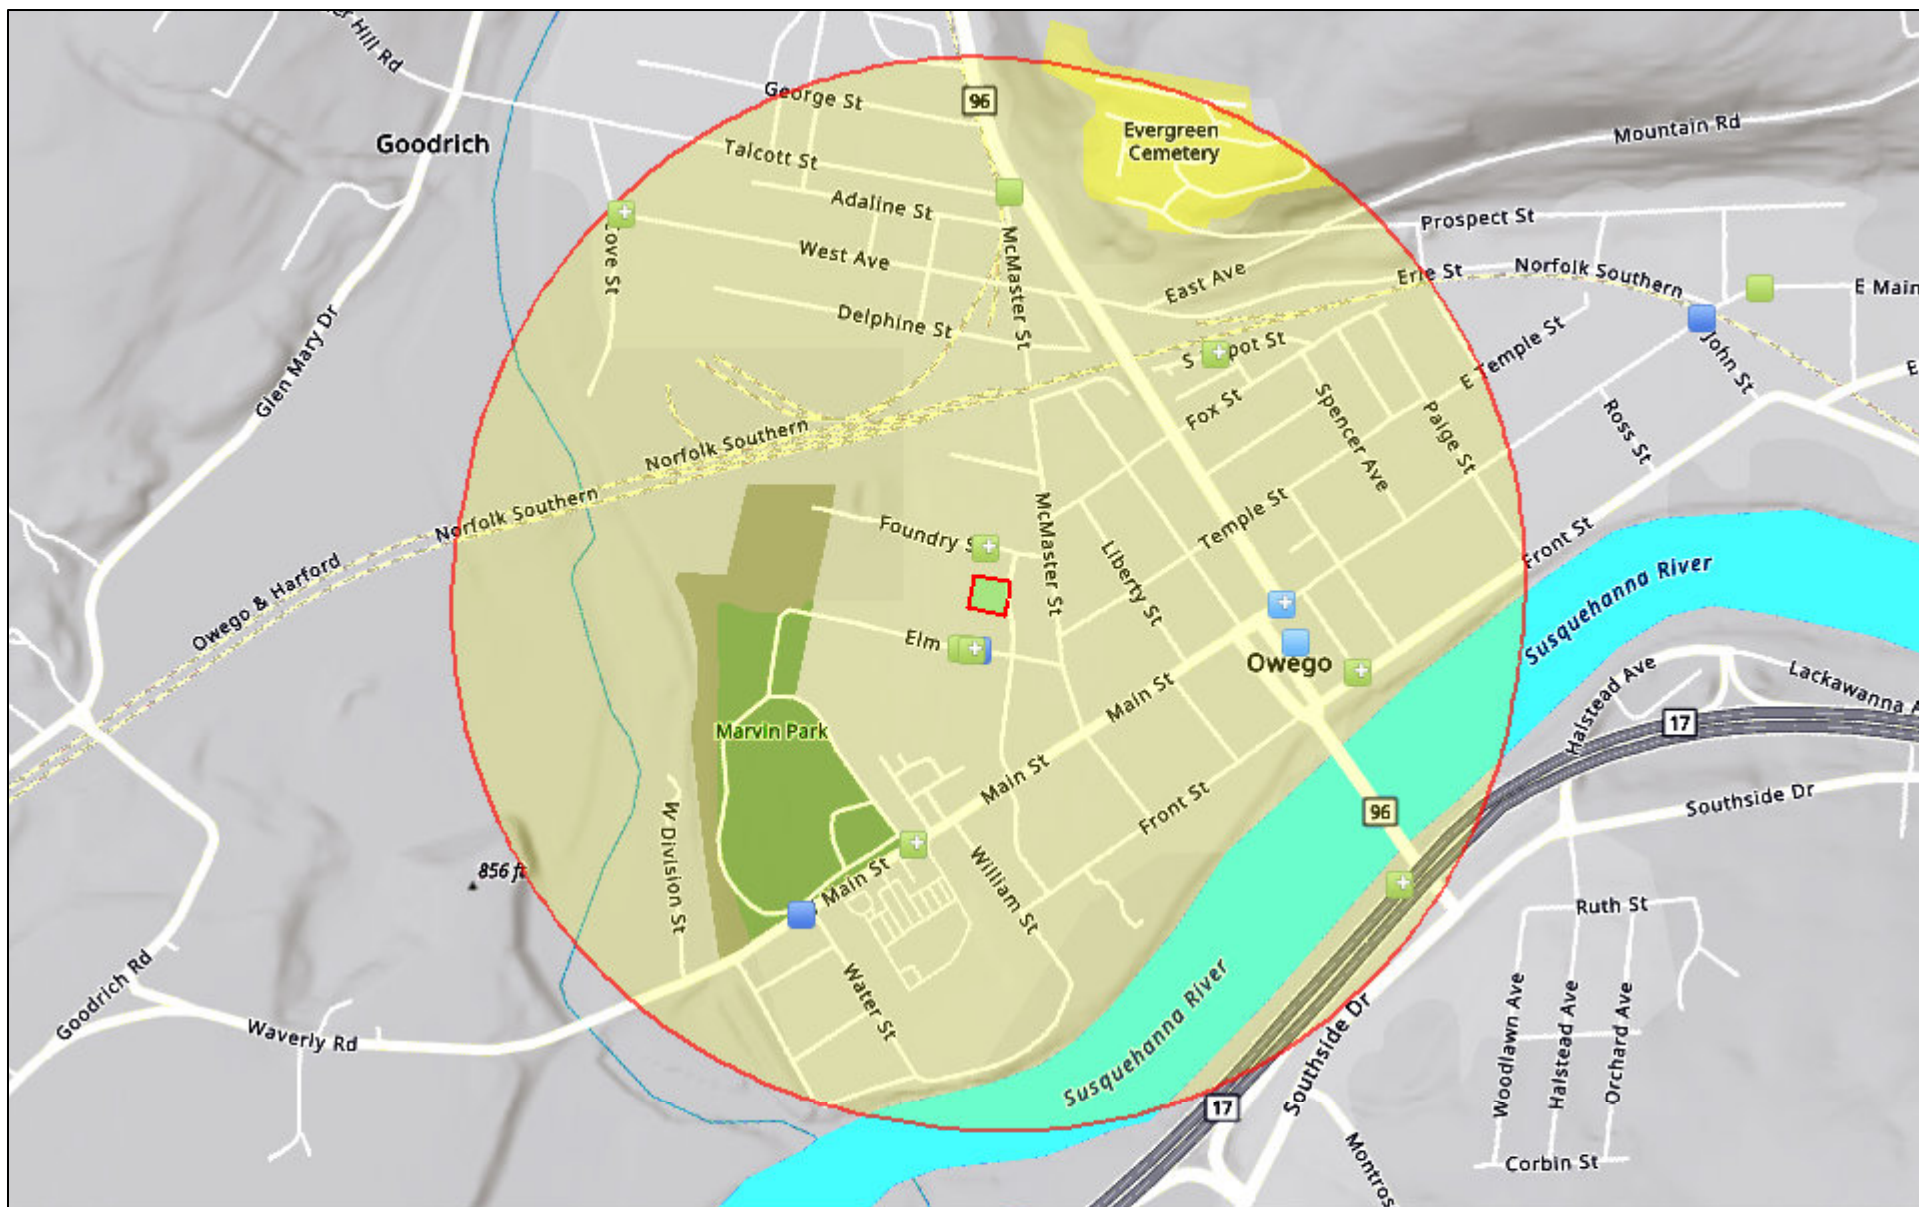 Hill Rd
George St
96
Evergreen
Cemetery
Mountain Rd
Goodrich
Talcott St
Adaline St
Prospect St
West Ave
McMaster St
East Ave
Erie St
Norfolk Southern
E Main
Delphine St
Glen Mary Dr
E Temple St
John St
Fox St
Spencer Ave
Paige St
Ross St
Norfolk Southern
Norfolk Southern
McMaster St
Temple St
Foundry
Liberty St
Front St
Owego & Harford
Susquehanna River
Elm
Owego
Halstead Ave
Lackawanna
Main St
17
Marvin Park
Main St
Front St
96
Southside Dr
W Division St
856 ft
Main St
William St
Ruth St
Goodrich Rd
Water St
Waverly Rd
Susquehanna River
Southside Dr
Woodlawn Ave
Halstead Ave
Orchard Ave
17
Montros
Corbin St